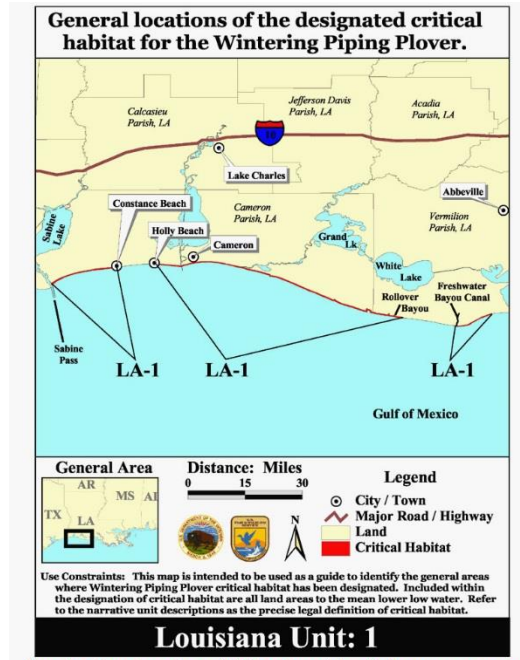 General locations of the designated critical
habitat for the Wintering Piping Plover.
Calcasieu
Parish, LA
Jefferson Davis
Parish, LA
Acadia
Parish, LA
10
Lake Charles
Abbeville
Constance Beach
Cameron
Parish, LA
Vermilion
Parish, LA
Sabine
Lake
Holly Beach
Cameron
Grand
Lk
White
Lake
Freshwater
Bayou Canal
Rollover
Bayou
Sabine
Pass
LA-1
LA-1
LA-1
Gulf of Mexico
General Area
AR
MS
AL
TX
LA
Distance: Miles
0
15
30
N
Legend
City / Town
Major Road / Highway
Land
Critical Habitat
Use Constraints: This map is intended to be used as a guide to identify the general areas
where Wintering Piping Plover critical habitat has been designated. Included within
the designation of critical habitat are all land areas to the mean lower low water. Refer
to the narrative unit descriptions as the precise legal definition of critical habitat.
Louisiana Unit: 1